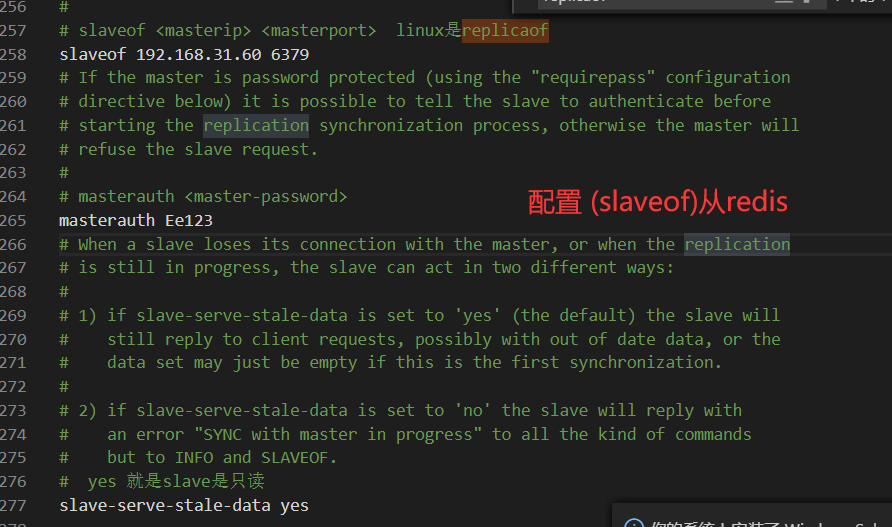 256 #
257 # slaveof <masterip> <masterport>  linux是replicaof
258 slaveof 192.168.31.60 6379
259 # If the master is password protected (using the "requirepass" configuration
260 # directive below) it is possible to tell the slave to authenticate before
261 # starting the replication synchronization process, otherwise the master will
262 # refuse the slave request.
263 #
264 # masterauth <master-password>
配置 (slaveof)从redis
265 masterauth Ee123
266 # When a slave loses its connection with the master, or when the replication
267 # is still in progress, the slave can act in two different ways:
268 #
269 # 1) if slave-serve-stale-data is set to 'yes' (the default) the slave will
270 #    still reply to client requests, possibly with out of date data, or the
271 #    data set may just be empty if this is the first synchronization.
272 #
273 # 2) if slave-serve-stale-data is set to 'no' the slave will reply with
274 #    an error "SYNC with master in progress" to all the kind of commands
275 #    but to INFO and SLAVEOF.
276 #  yes 就是slave是只读
277 slave-serve-stale-data yes